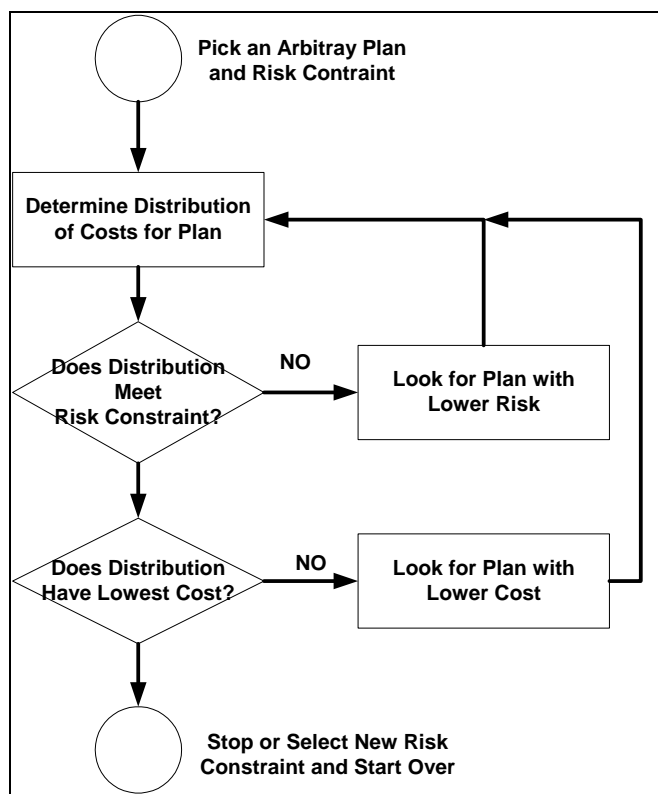 Pick an Arbitray Plan
and Risk Contraint
Determine Distribution
of Costs for Plan
Does Distribution
Meet
Risk Constraint?
NO
Look for Plan with
Lower Risk
Does Distribution
Have Lowest Cost?
NO
Look for Plan with
Lower Cost
Stop or Select New Risk
Constraint and Start Over